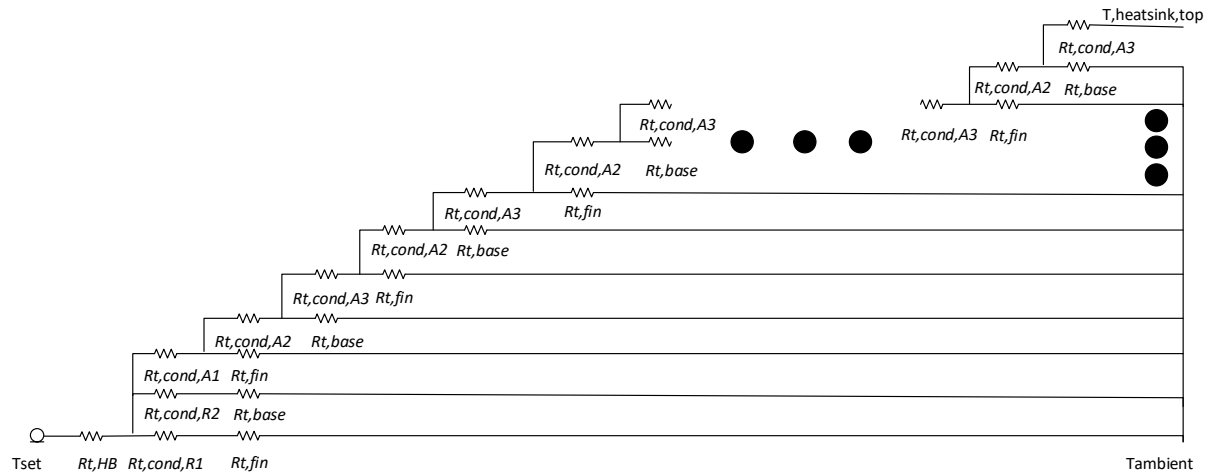 T,heatsink,top
Rt,cond,A3
Rt,cond,A2 Rt,base
Rt,cond,A3 Rt,cond,A3 Rt,fin
Rt,cond,A2 Rt,base
Rt,cond,A3 Rt,fin
Rt,cond,A2 Rt,base
Rt,cond,A3 Rt,fin
Rt,cond,A2 Rt,base
Rt,cond,A1 Rt,fin
Rt,cond,R2 Rt,base
Tset Rt,HB Rt,cond,R1 Rt,fin Tambient